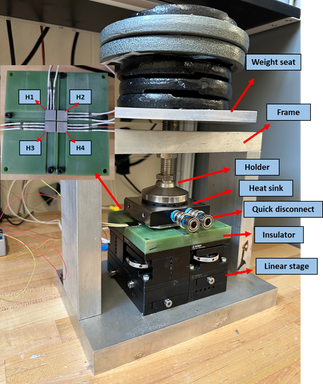 H1
H2
H3
H4
Weight seat
Frame
Holder
Heat sink
Quick disconnect
Insulator
Linear stage